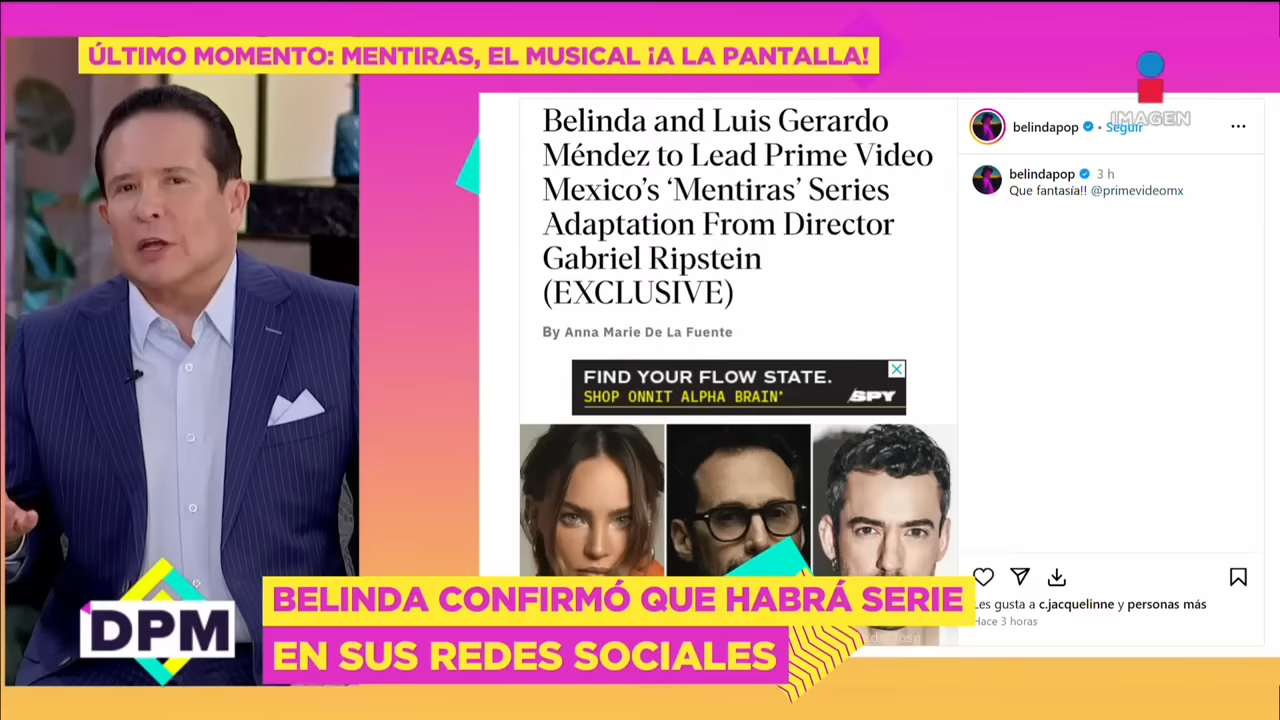 ÚLTIMO MOMENTO: MENTIRAS, EL MUSICAL ¡A LA PANTALLA!
IMAGEN
Belinda and Luis Gerardo
Méndez to Lead Prime Video
Mexico's 'Mentiras' Series
Adaptation From Director
Gabriel Ripstein
(EXCLUSIVE)
By Anna Marie De La Fuente
FIND YOUR FLOW STATE.
SHOP ONNIT ALPHA BRAIN®
SPY
belindapop • Seguir
belindapop 3 h
Que fantasía!! @primevideomx
Les gusta a c.jacquelinne y personas más
Hace 3 horas
DPM
BELINDA CONFIRMÓ QUE HABRÁ SERIE
EN SUS REDES SOCIALES